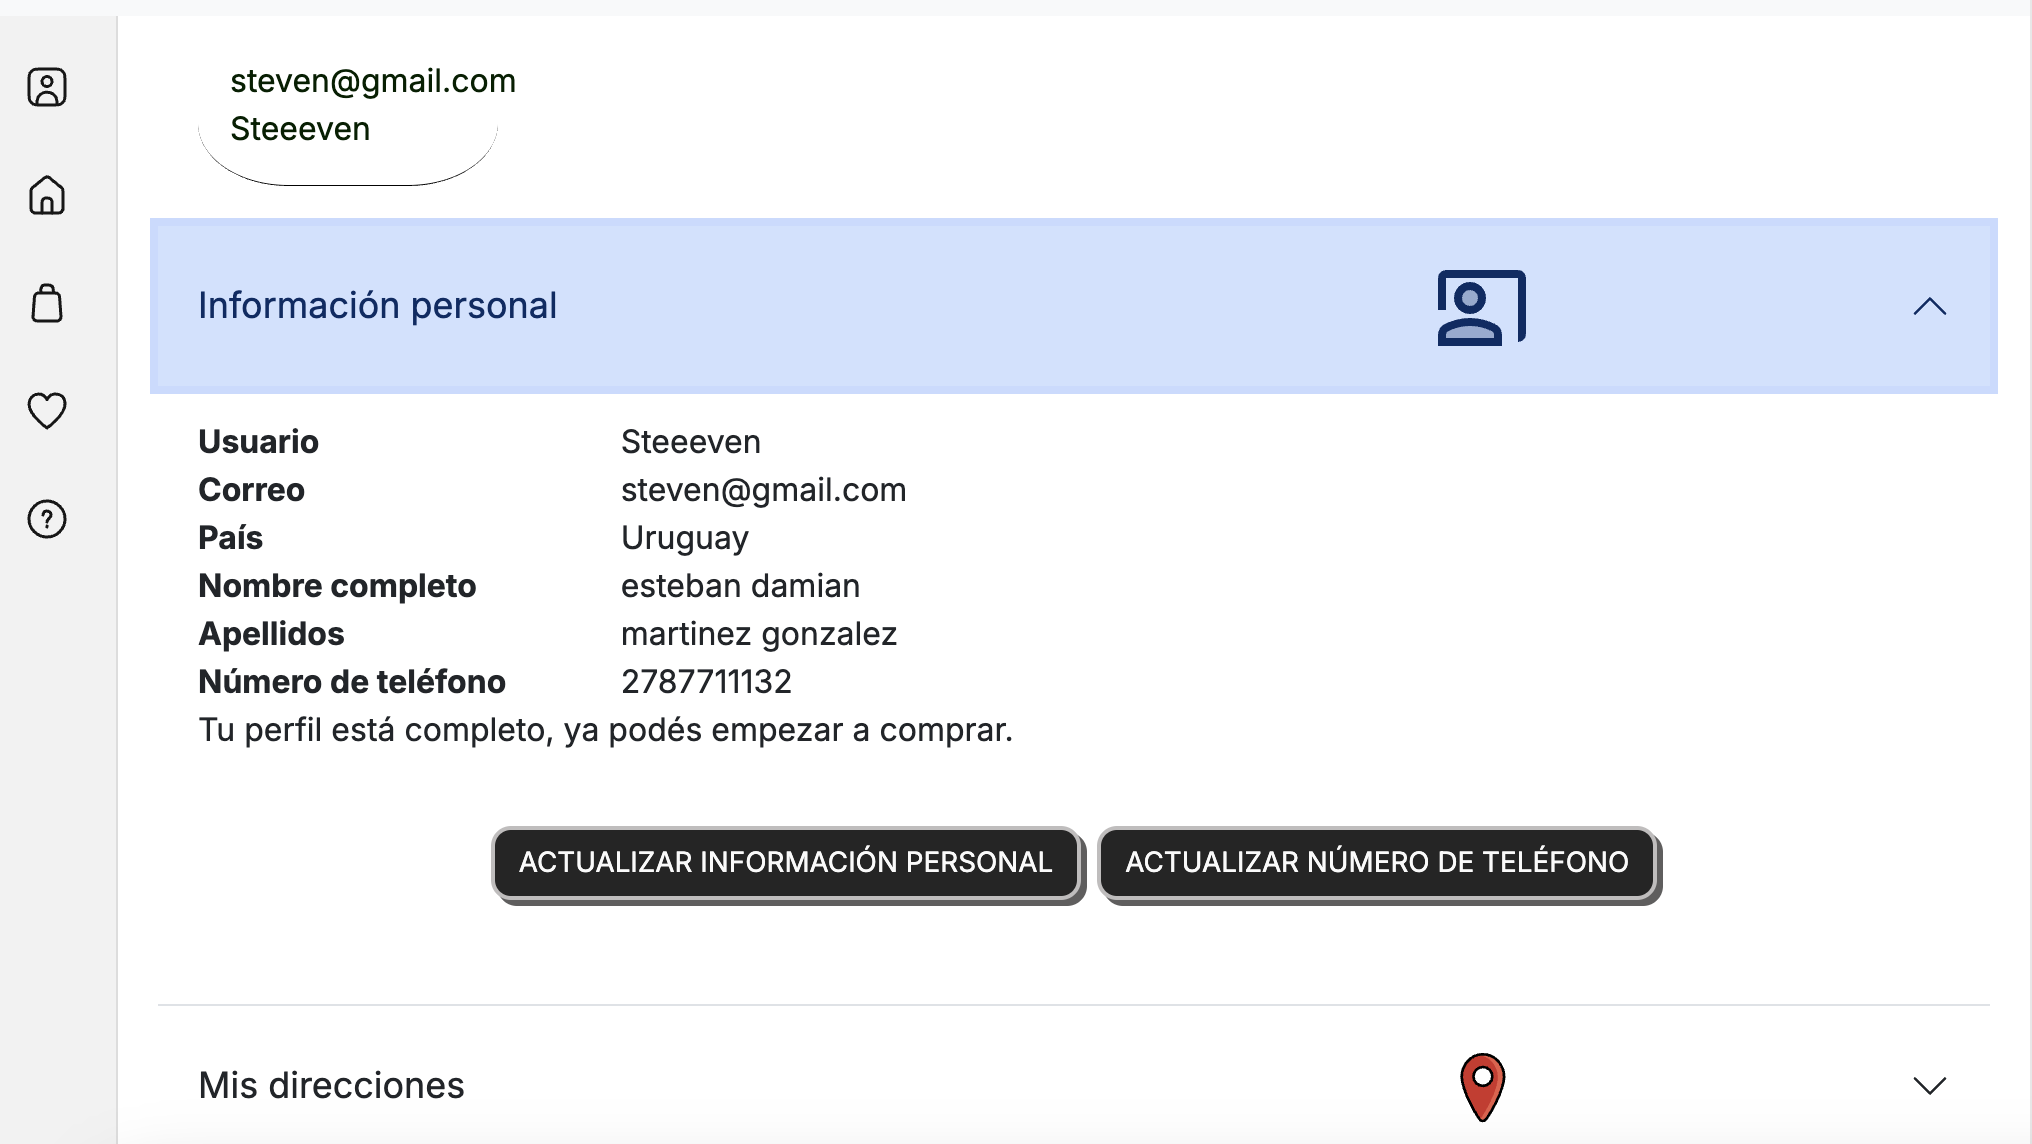 steven@gmail.com
Steeeven
Información personal
Usuario Steeeven
Correo steven@gmail.com
País Uruguay
Nombre completo esteban damian
Apellidos martinez gonzalez
Número de teléfono 2787711132
Tu perfil está completo, ya podés empezar a comprar.
ACTUALIZAR INFORMACIÓN PERSONAL ACTUALIZAR NÚMERO DE TELÉFONO
Mis direcciones